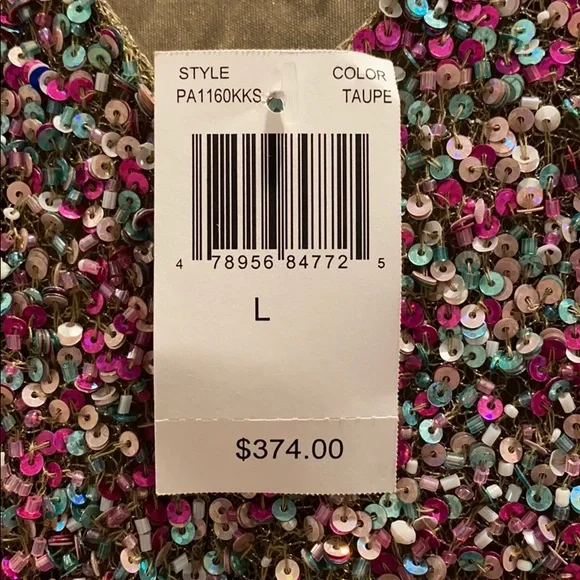 STYLE COLOR
PA1160KKS TAUPE
4 78956 84772 5
L
$374.00